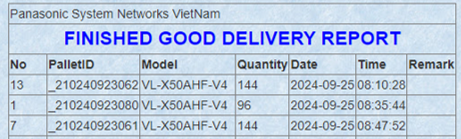 Panasonic System Networks VietNam
FINISHED GOOD DELIVERY REPORT
No PalletID Model Quantity Date Time Remark
13 _210240923062 VL-X50AHF-V4 144 2024-09-25 08:10:28
1 _210240923080 VL-X50AHF-V4 96 2024-09-25 08:35:44
7 _210240923061 VL-X50AHF-V4 144 2024-09-25 08:47:52